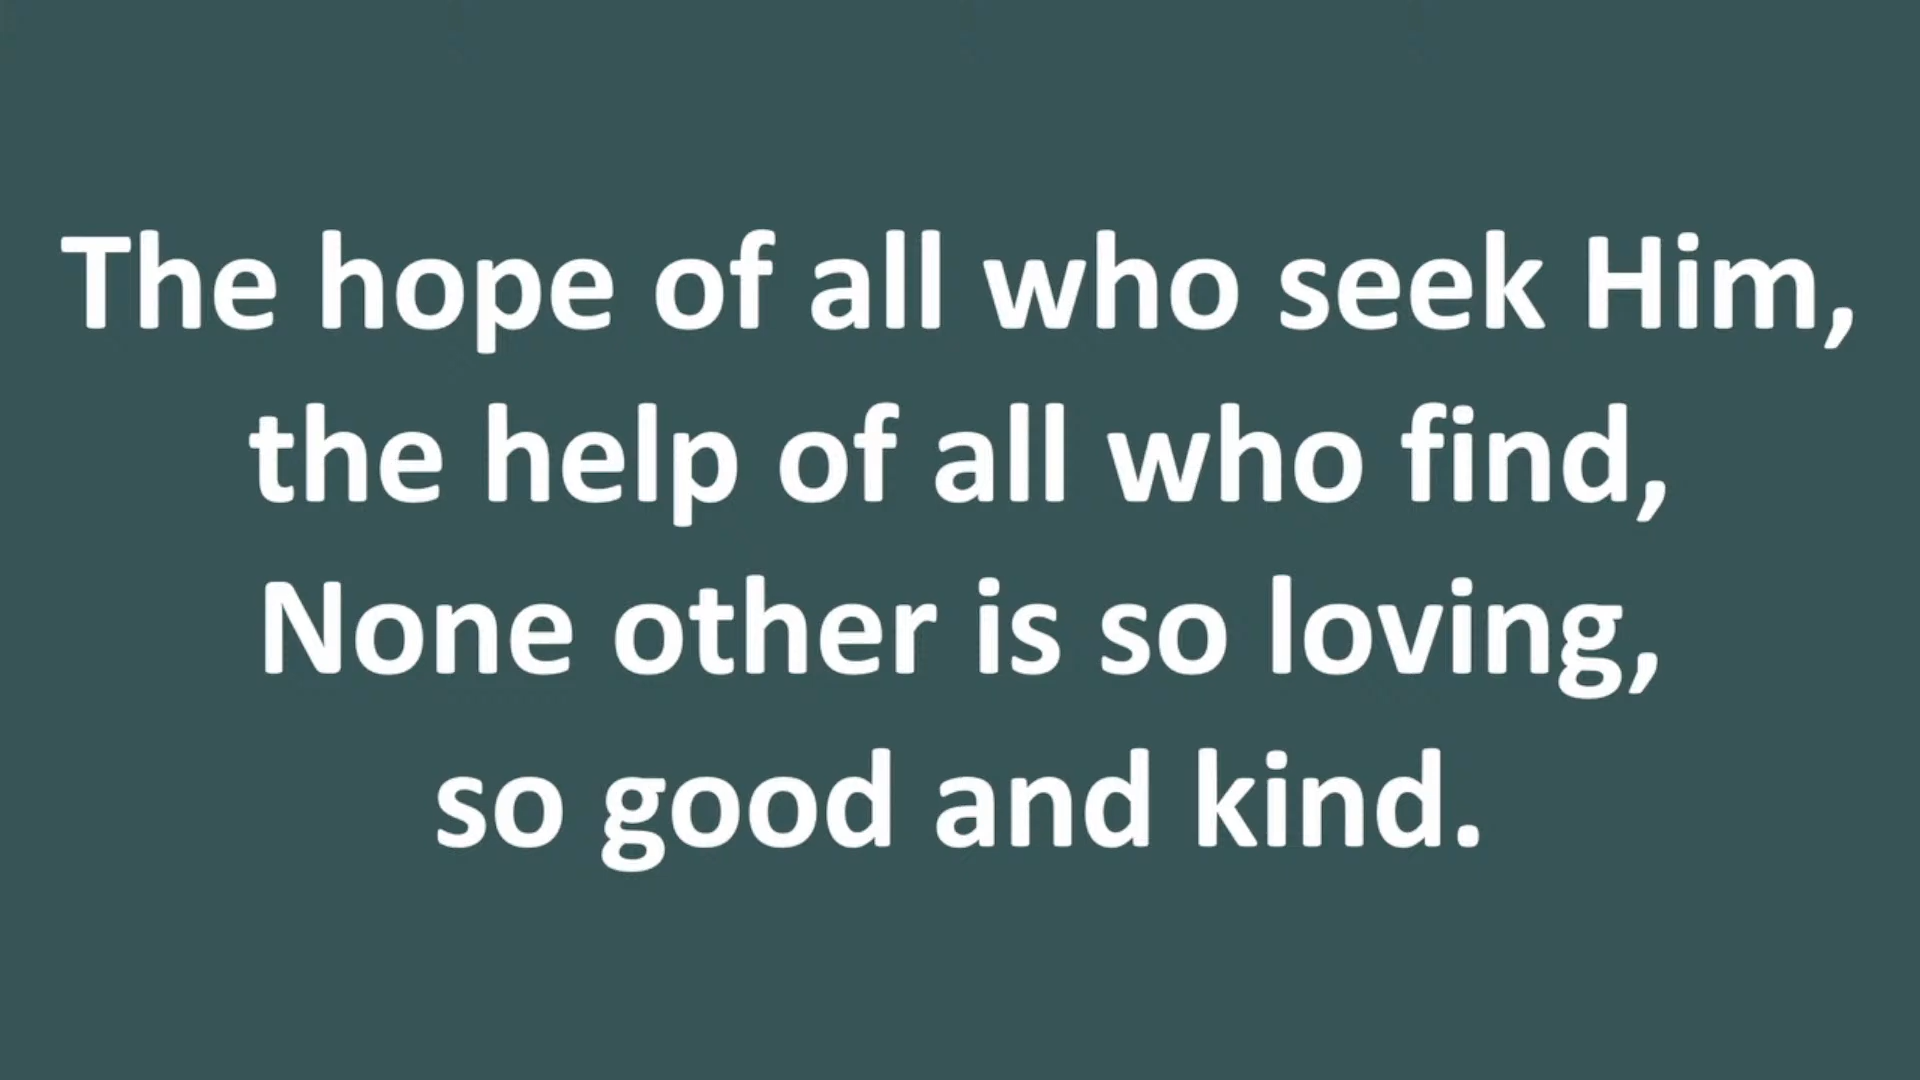 The hope of all who seek Him,
the help of all who find,
None other is so loving,
so good and kind.